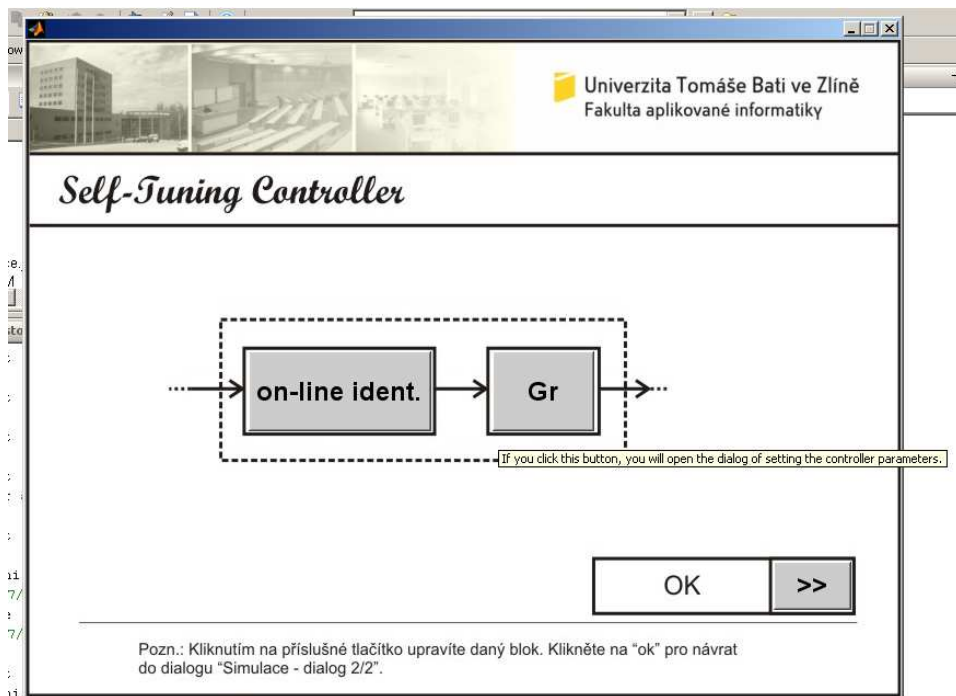 Univerzita Tomáše Bati ve Zlíně
Fakulta aplikované informatiky
Self-Tuning Controller
on-line ident.
Gr
If you click this button, you will open the dialog of setting the controller parameters.
OK
>>
Pozn.: Kliknutím na příslušné tlačítko upravíte daný blok. Klikněte na “ok” pro návrat
do dialogu “Simulace - dialog 2/2”.